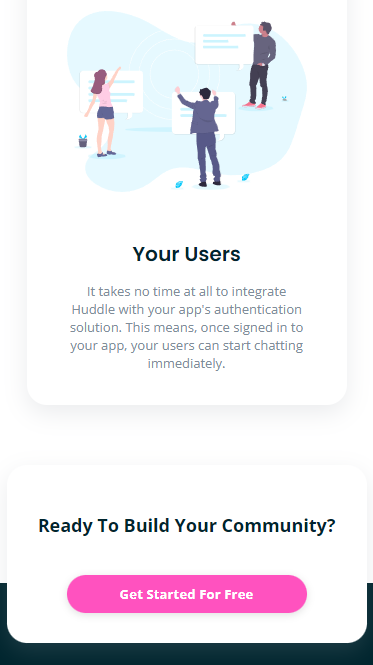 Your Users
It takes no time at all to integrate
Huddle with your app's authentication
solution. This means, once signed in to
your app, your users can start chatting
immediately.
Ready To Build Your Community?
Get Started For Free